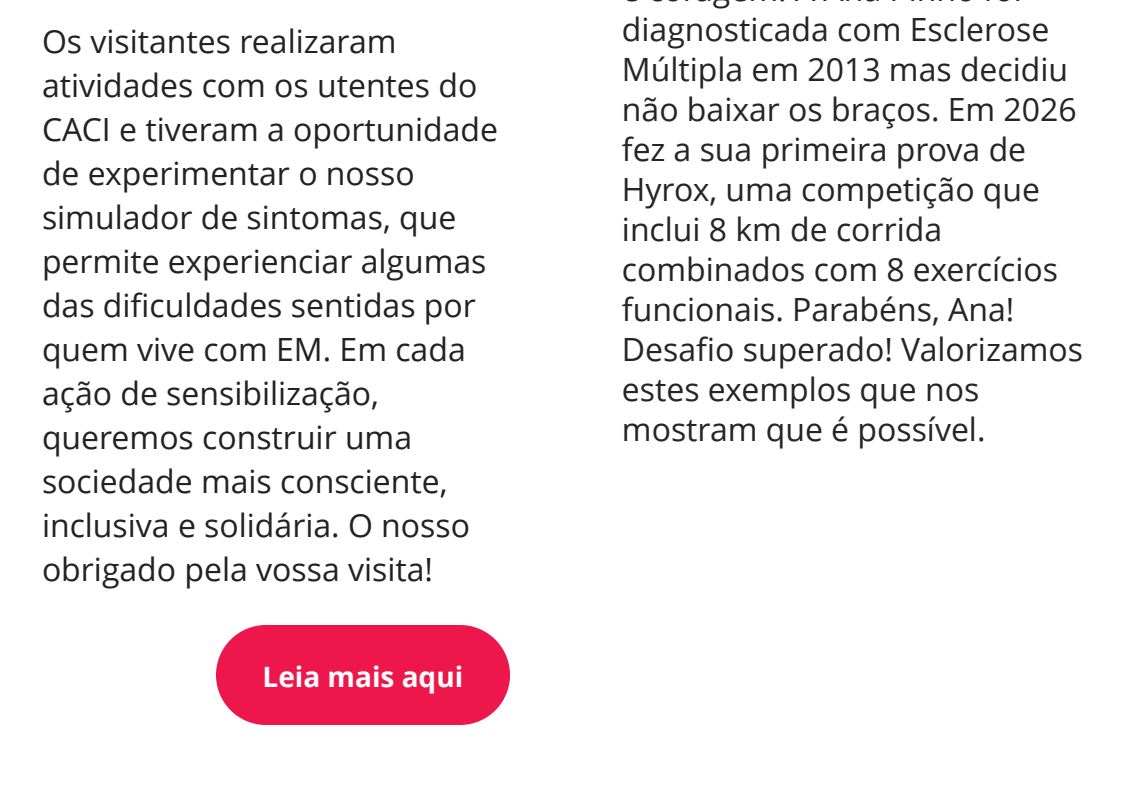 Os visitantes realizaram
atividades com os utentes do
CACI e tiveram a oportunidade
de experimentar o nosso
simulador de sintomas, que
permite experienciar algumas
das dificuldades sentidas por
quem vive com EM. Em cada
ação de sensibilização,
queremos construir uma
sociedade mais consciente,
inclusiva e solidária. O nosso
obrigado pela vossa visita!
Leia mais aqui
diagnosticada com Esclerose
Múltipla em 2013 mas decidiu
não baixar os braços. Em 2026
fez a sua primeira prova de
Hyrox, uma competição que
inclui 8 km de corrida
combinados com 8 exercícios
funcionais. Parabéns, Ana!
Desafio superado! Valorizamos
estes exemplos que nos
mostram que é possível.